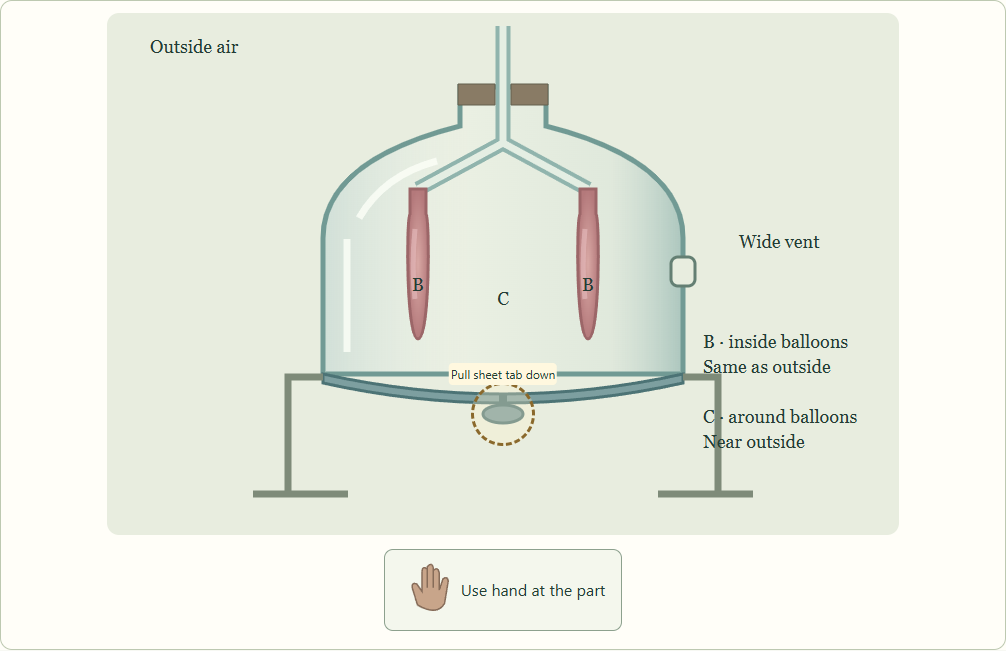 Outside air
Wide vent
B
B
C
B · inside balloons
Same as outside
Pull sheet tab down
C · around balloons
Near outside
Use hand at the part